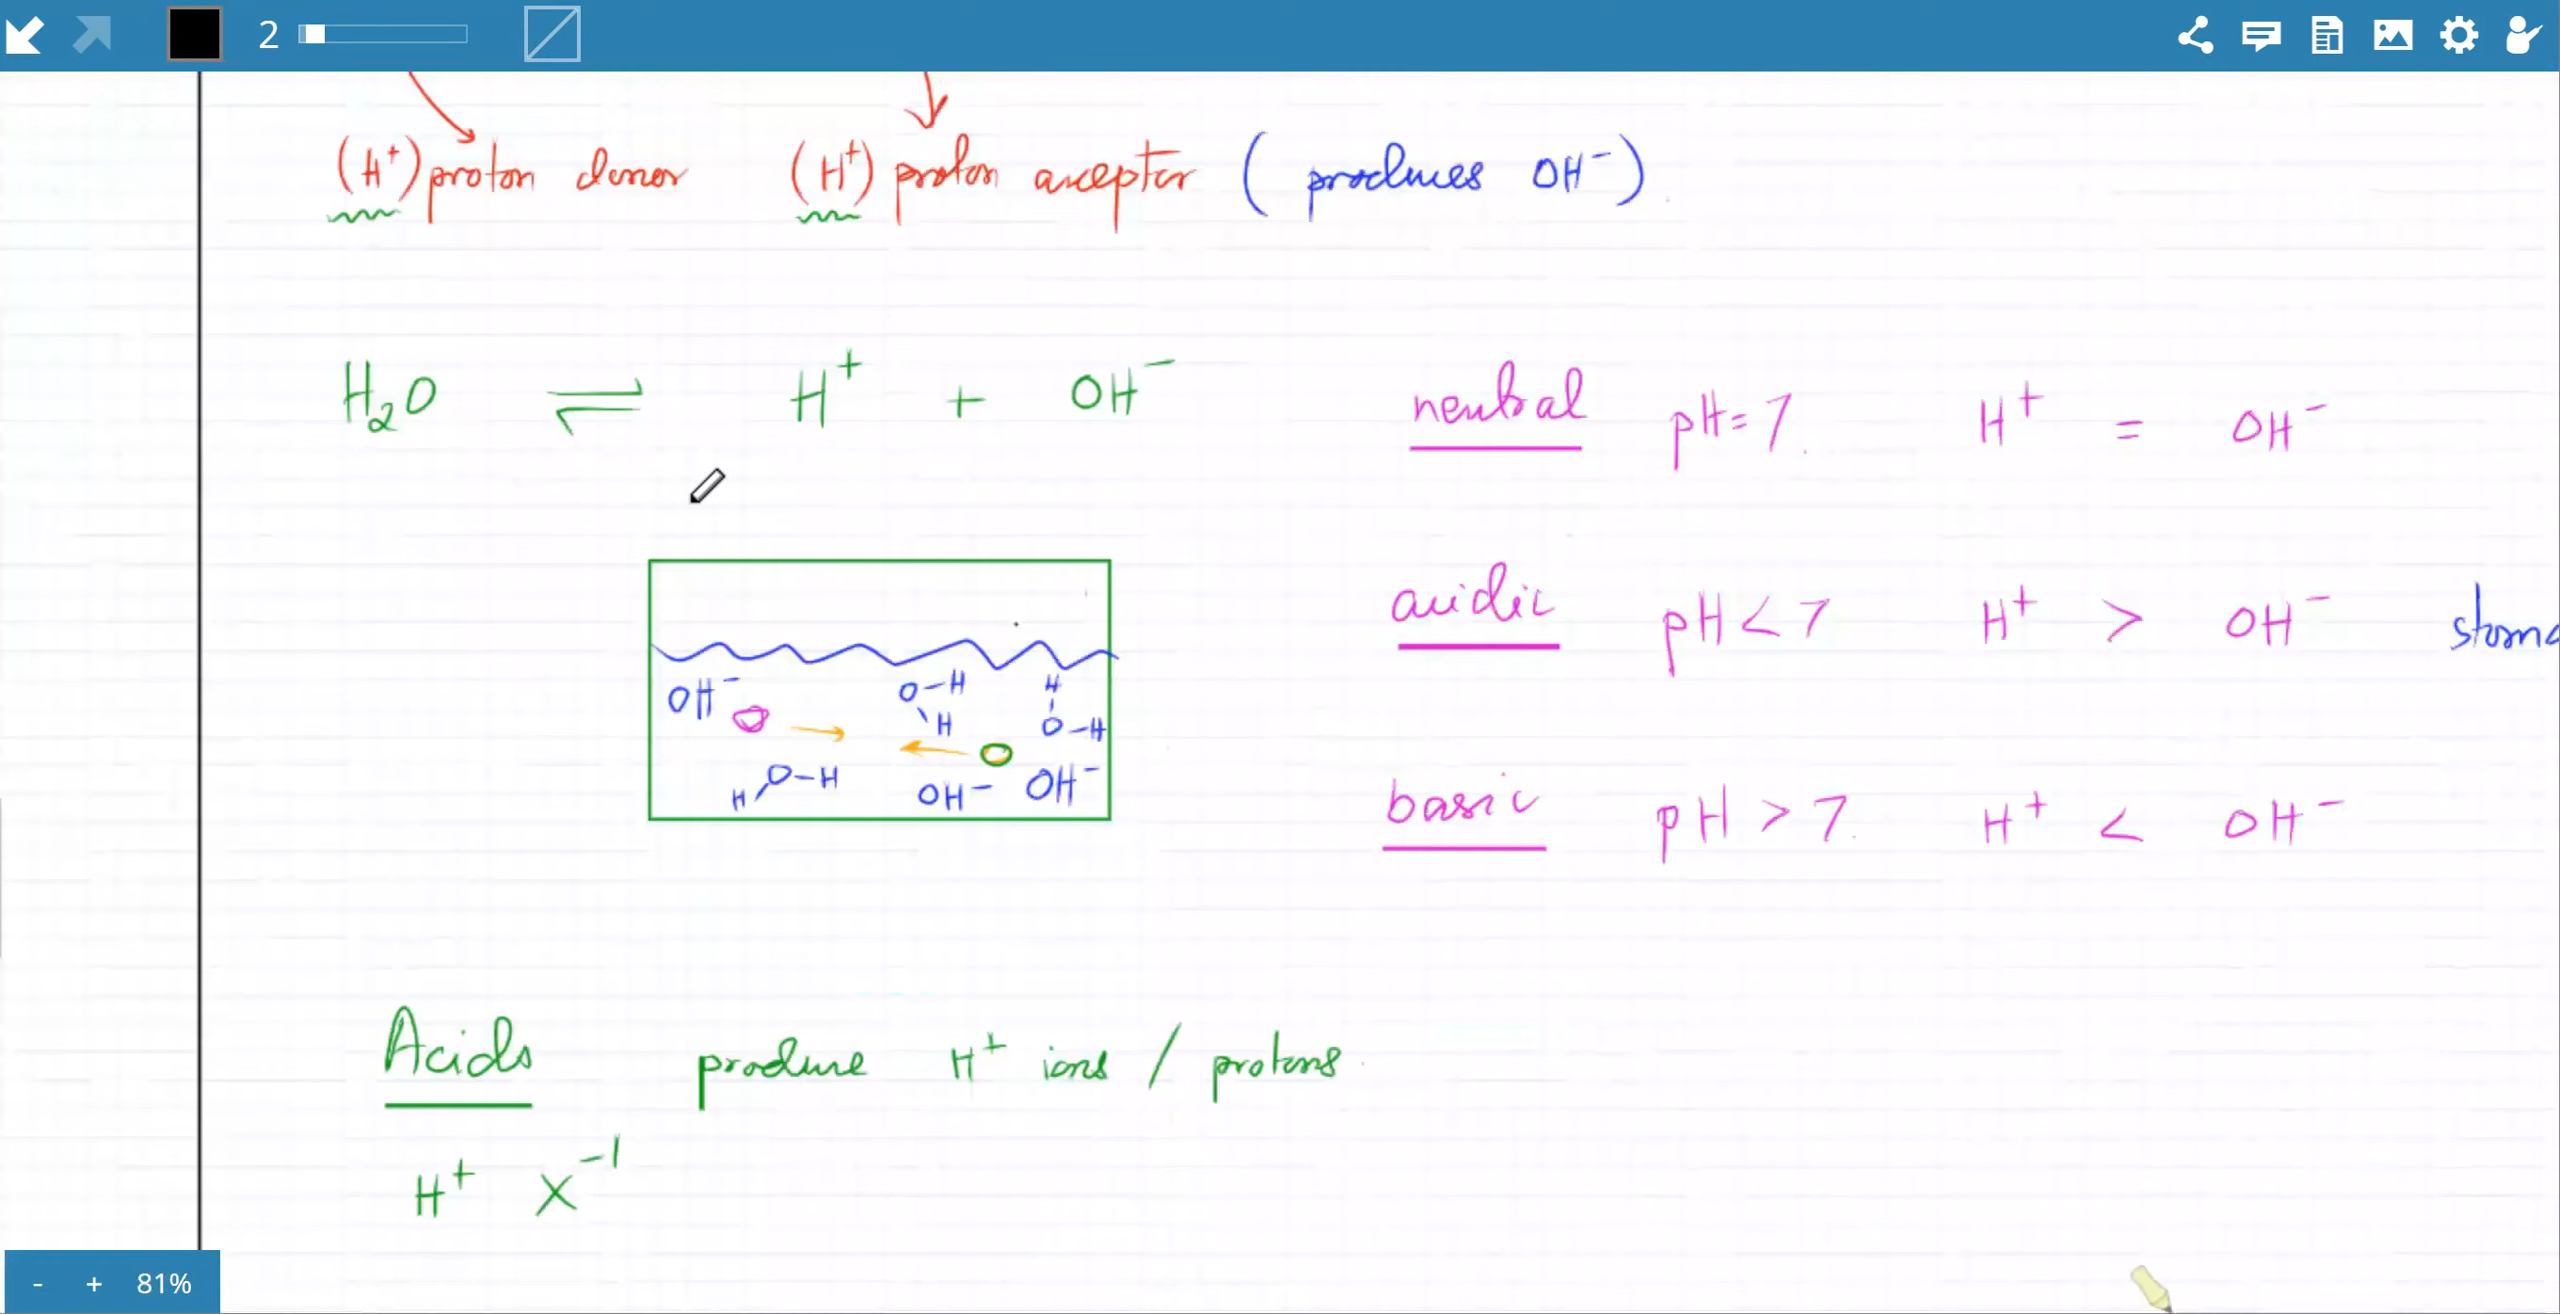 2
(H⁺) proton donor (H⁺) proton acceptor ( produces OH⁻ )
H₂O ⇌ H⁺ + OH⁻
neutral pH = 7. H⁺ = OH⁻
acidic pH < 7 H⁺ > OH⁻ stoma
basic pH > 7. H⁺ < OH⁻
OH⁻ O-H H H O-H
H O-H OH⁻ OH⁻
Acids produce H⁺ ions / protons.
H⁺ X⁻¹
- + 81%